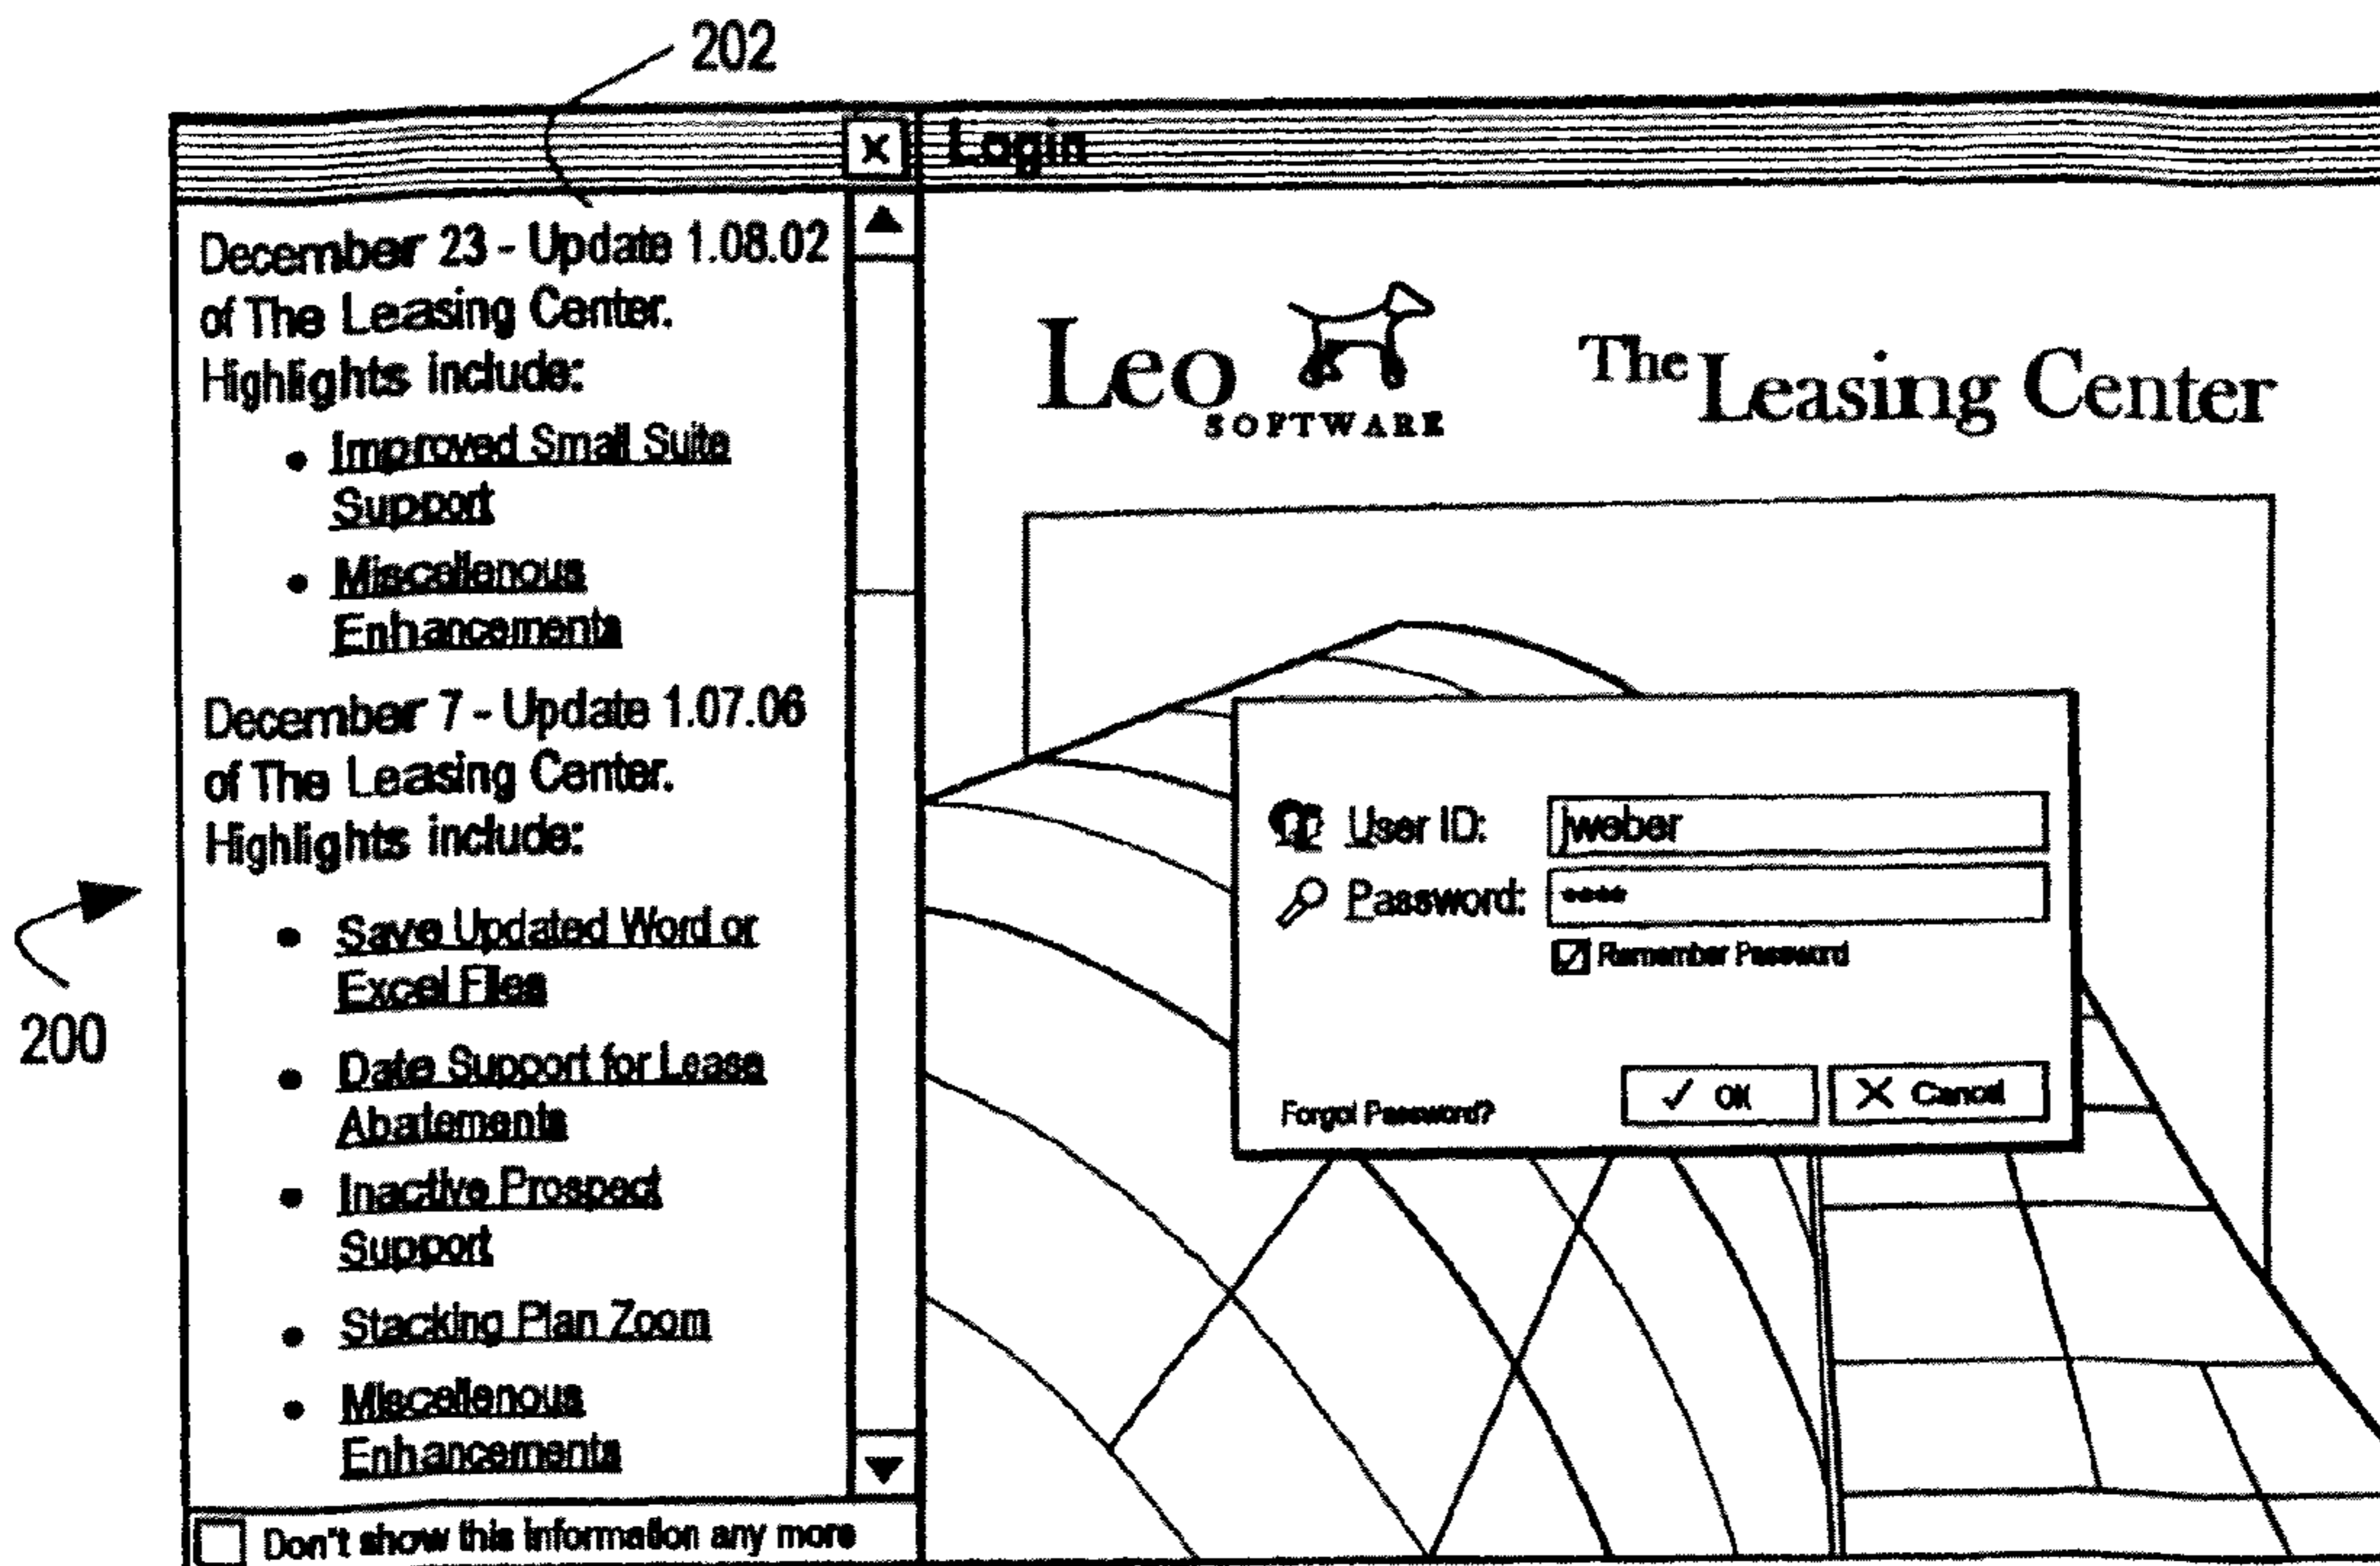 202
Login
December 23 - Update 1.08.02
of The Leasing Center.
Highlights include:
• Improved Small Suite
Support
• Miscellenous
Enhancements
December 7 - Update 1.07.06
of The Leasing Center.
Highlights include:
• Save Updated Word or
Excel Files
• Date Support for Lease
Abatements
• Inactive Prospect
Support
• Stacking Plan Zoom
• Miscellenous
Enhancements
Don't show this information any more
200
Leo
SOFTWARE
The Leasing Center
User ID: jweber
Password: ****
Remember Password
Forgot Password?
OK
Cancel